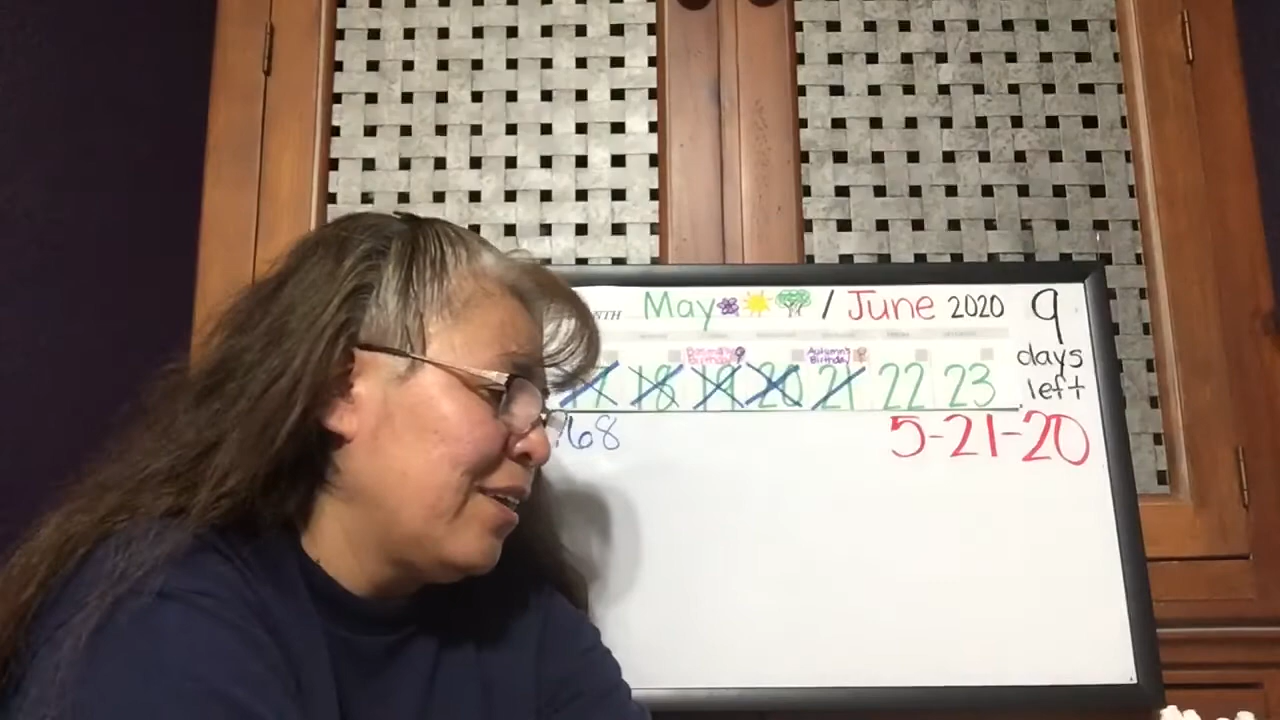 May / June 2020
9
days
left
Birthday
Autumn's
Birthday
18 19 20 21 22 23
68
5-21-20